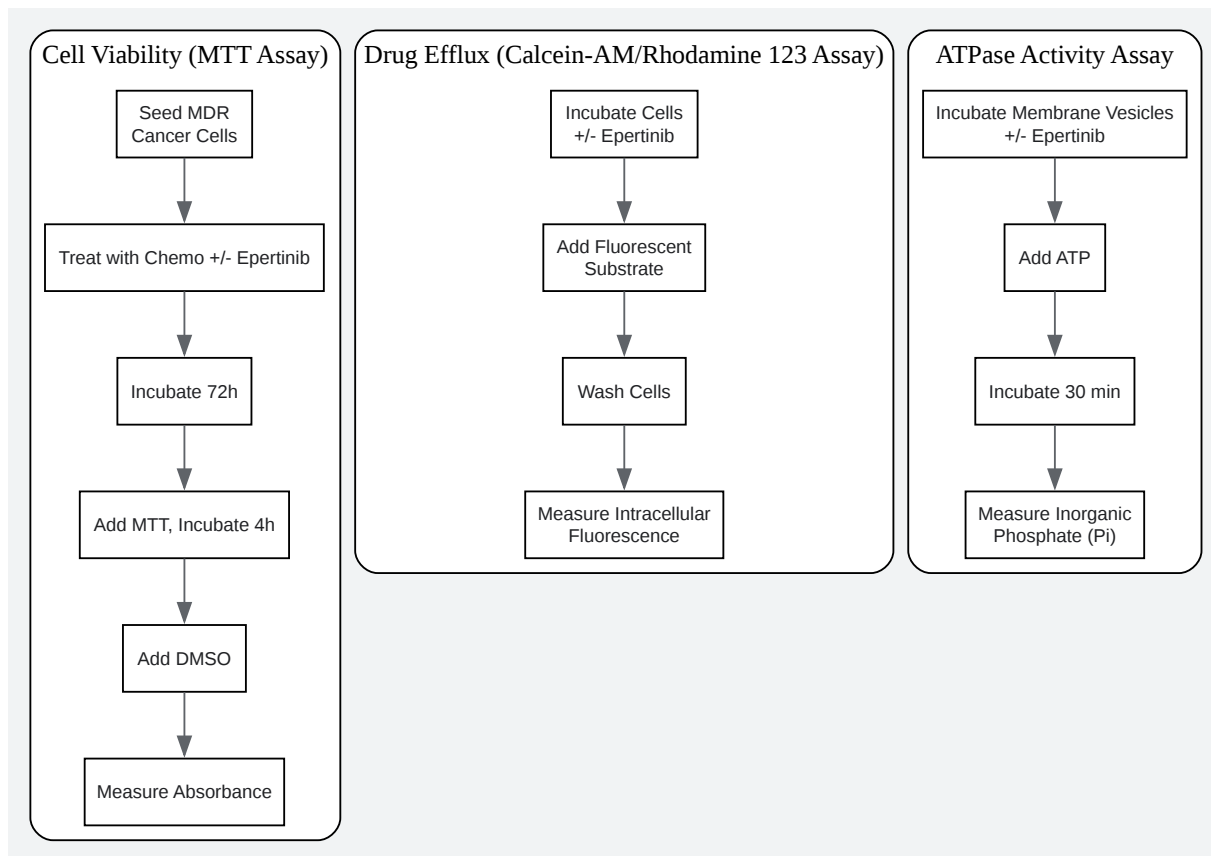 Cell Viability (MTT Assay)
Seed MDR
Cancer Cells
Treat with Chemo +/- Epertinib
Incubate 72h
Add MTT, Incubate 4h
Add DMSO
Measure Absorbance
Drug Efflux (Calcein-AM/Rhodamine 123 Assay)
Incubate Cells
+/- Epertinib
Add Fluorescent
Substrate
Wash Cells
Measure Intracellular
Fluorescence
ATPase Activity Assay
Incubate Membrane Vesicles
+/- Epertinib
Add ATP
Incubate 30 min
Measure Inorganic
Phosphate (Pi)